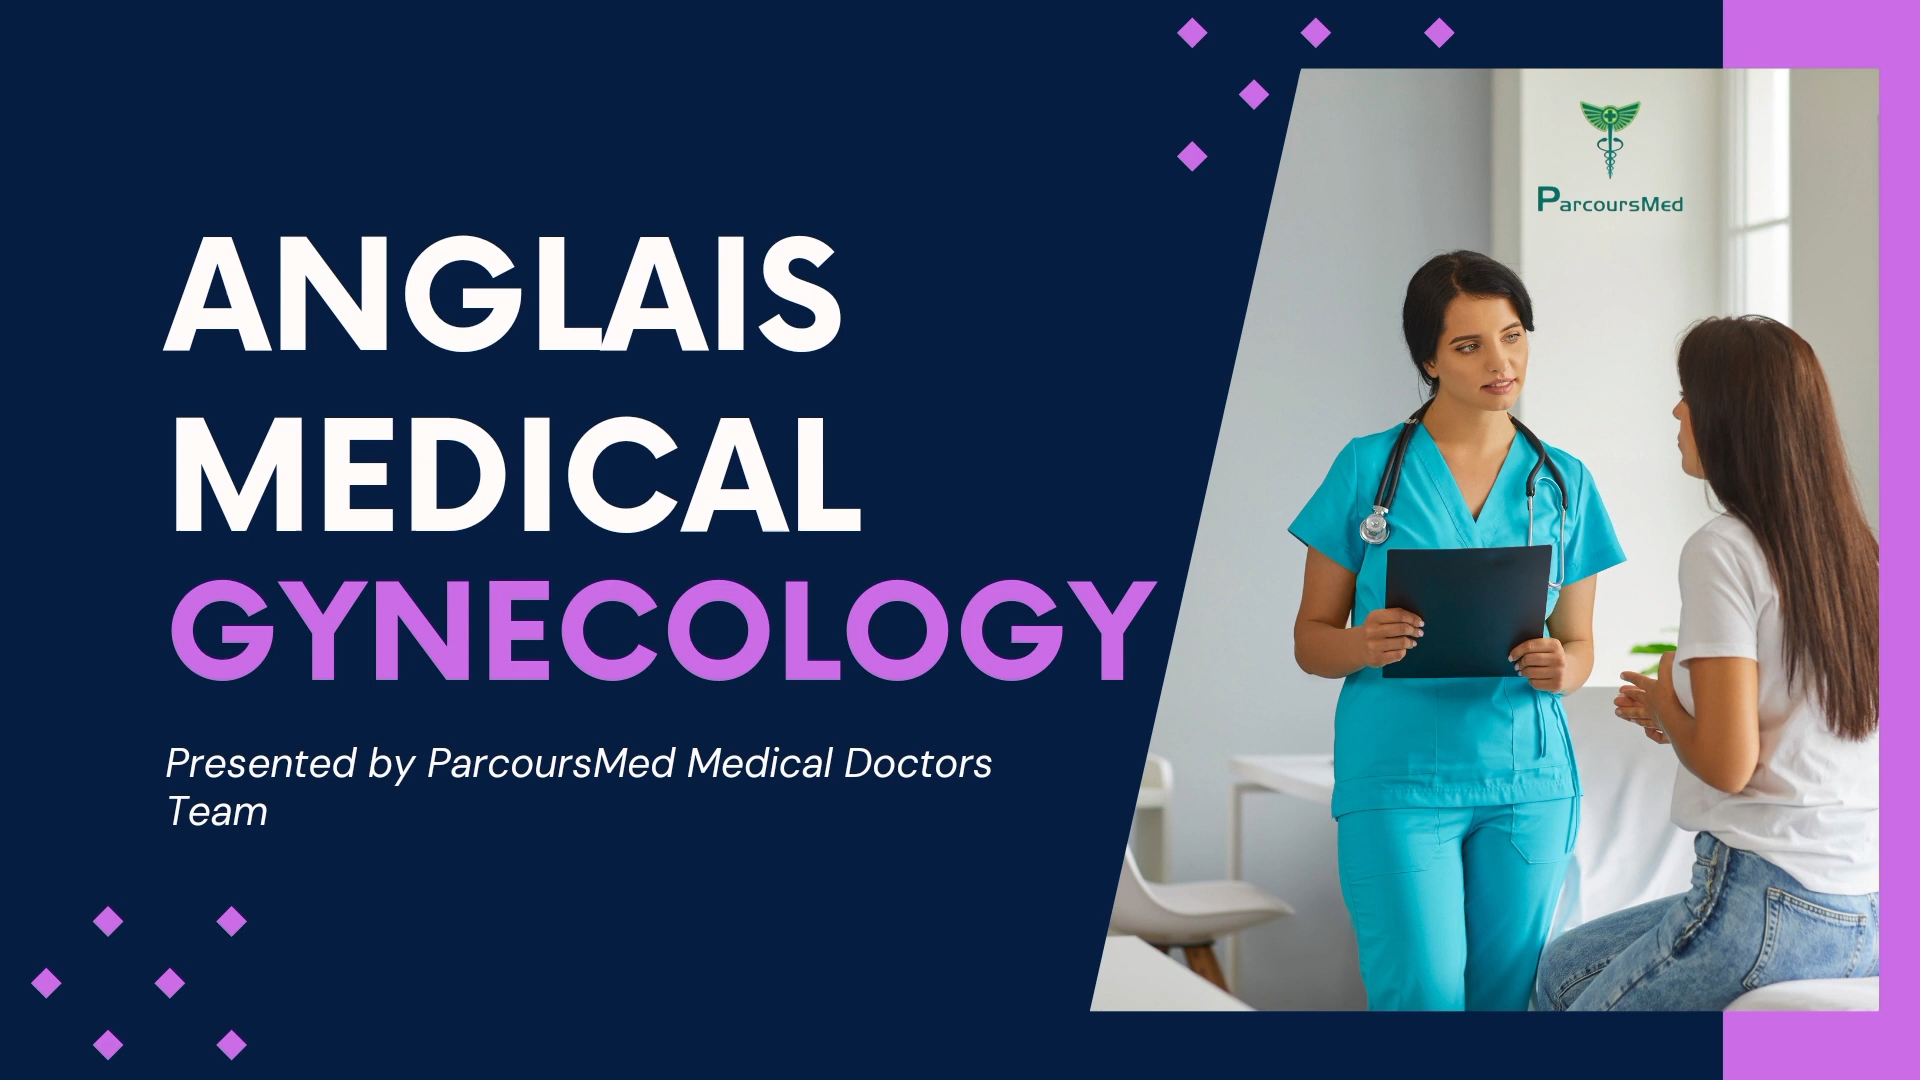 ParcoursMed
ANGLAIS
MEDICAL
GYNECOLOGY
Presented by ParcoursMed Medical Doctors
Team